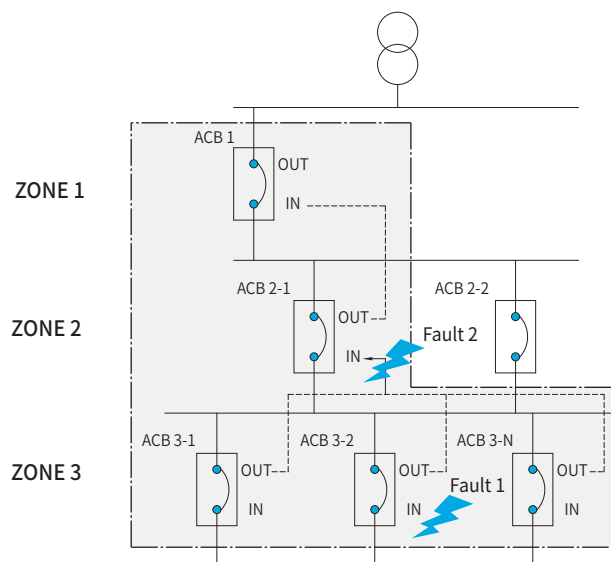 ACB 1
OUT
ZONE 1
IN
ACB 2-1
ACB 2-2
OUT
ZONE 2
Fault 2
IN
ACB 3-1
ACB 3-2
ACB 3-N
ZONE 3
OUT
OUT
OUT
Fault 1
IN
IN
IN